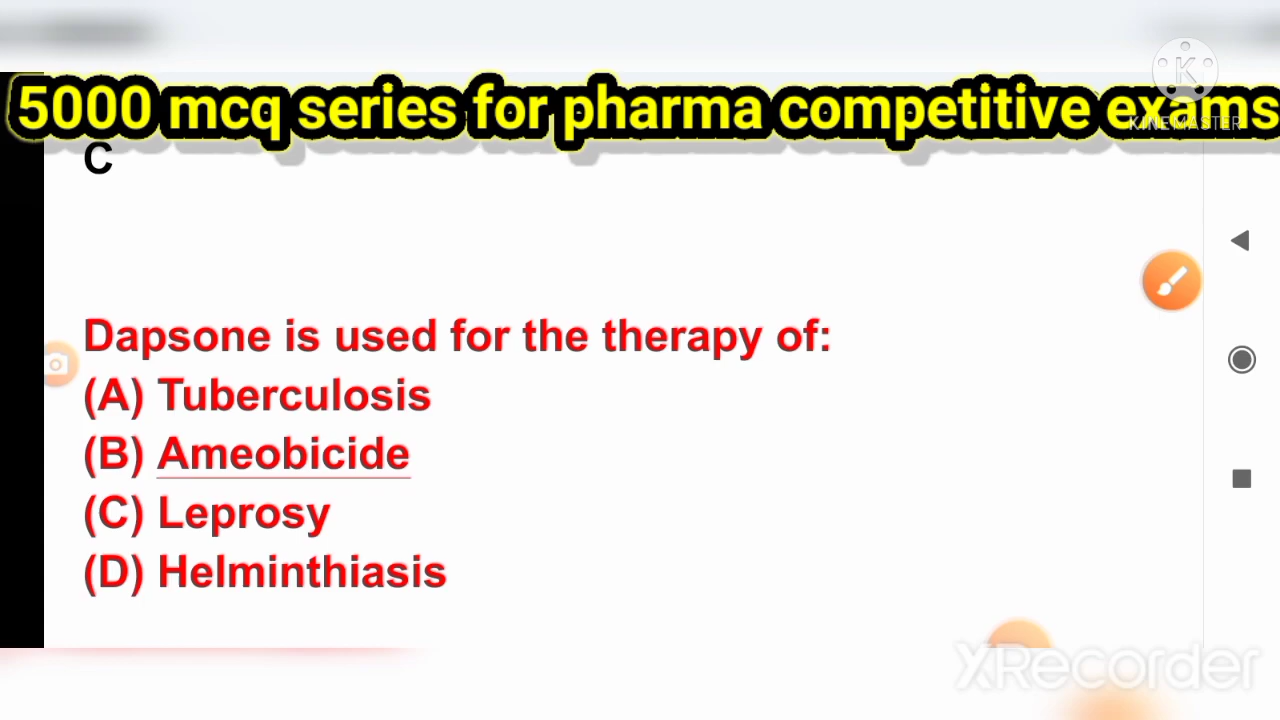 5000 mcq series for pharma competitive exams
K
KINEMASTER
C
Dapsone is used for the therapy of:
(A) Tuberculosis
(B) Ameobicide
(C) Leprosy
(D) Helminthiasis
XRecorder